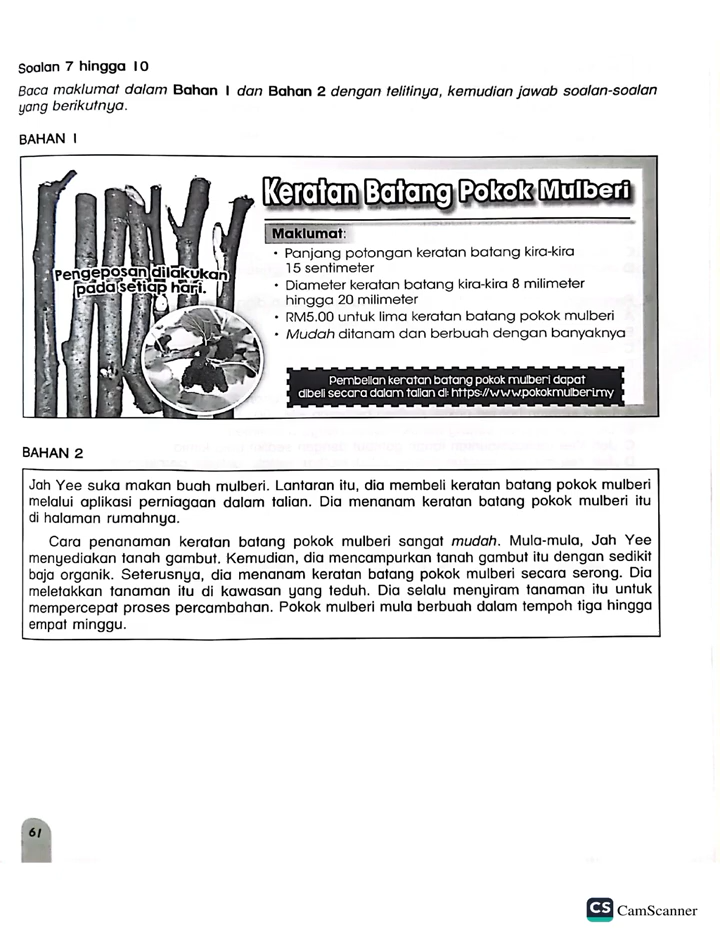 Soalan 7 hingga 10
Baca maklumat dalam Bahan 1 dan Bahan 2 dengan telitinya, kemudian jawab soalan-soalan
yang berikutnya.
BAHAN 1
Keratan Batang Pokok Mulberi
Pengeposan dilakukan
pada setiap hari.
Maklumat:
• Panjang potongan keratan batang kira-kira
15 sentimeter
• Diameter keratan batang kira-kira 8 milimeter
hingga 20 milimeter
• RM5.00 untuk lima keratan batang pokok mulberi
• Mudah ditanam dan berbuah dengan banyaknya
Pembelian keratan batang pokok mulberi dapat
dibeli secara dalam talian di: https://www.pokokmulberi.my
BAHAN 2
Jah Yee suka makan buah mulberi. Lantaran itu, dia membeli keratan batang pokok mulberi
melalui aplikasi perniagaan dalam talian. Dia menanam keratan batang pokok mulberi itu
di halaman rumahnya.
Cara penanaman keratan batang pokok mulberi sangat mudah. Mula-mula, Jah Yee
menyediakan tanah gambut. Kemudian, dia mencampurkan tanah gambut itu dengan sedikit
baja organik. Seterusnya, dia menanam keratan batang pokok mulberi secara serong. Dia
meletakkan tanaman itu di kawasan yang teduh. Dia selalu menyiram tanaman itu untuk
mempercepat proses percambahan. Pokok mulberi mula berbuah dalam tempoh tiga hingga
empat minggu.
61
CS CamScanner